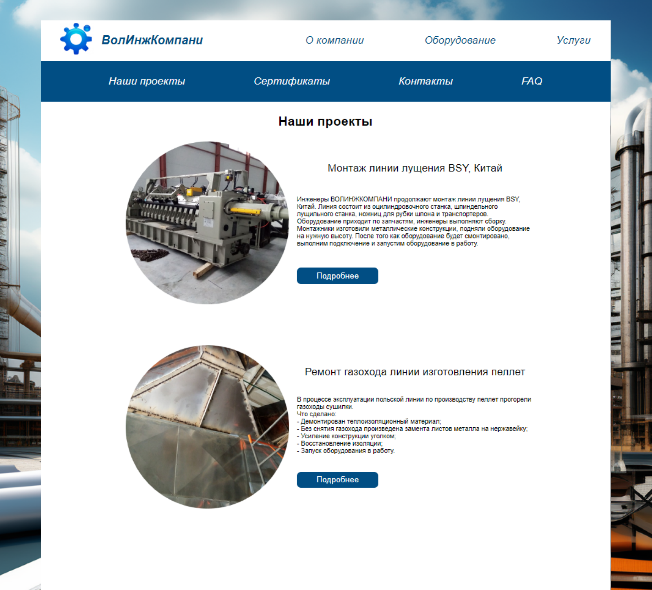 ВолИнжКомпани
О компании
Оборудование
Услуги
Наши проекты
Сертификаты
Контакты
FAQ
Наши проекты
Монтаж линии лущения BSY, Китай
Инженеры ВОЛИНЖКОМПАНИ продолжают монтаж линии лущения BSY,
Китай. Линия состоит из оцилиндровочного станка, шпиндельного
лущильного станка, ножниц для рубки шпона и транспортеров.
Оборудование приходит по запчастям, инженеры выполняют сборку.
Монтажники изготовили металлические конструкции, подняли оборудование
на нужную высоту. После того как оборудование будет смонтировано,
выполним подключение и запустим оборудование в работу.
Подробнее
Ремонт газохода линии изготовления пеллет
В процессе эксплуатации польской линии по производству пеллет прогорели
газоходы сушилки.
Что сделано:
- Демонтирован теплоизоляционный материал;
- Без снятия газохода произведена замента листов металла на нержавейку;
- Усиление конструкции уголком;
- Восстановление изоляции;
- Запуск оборудования в работу.
Подробнее